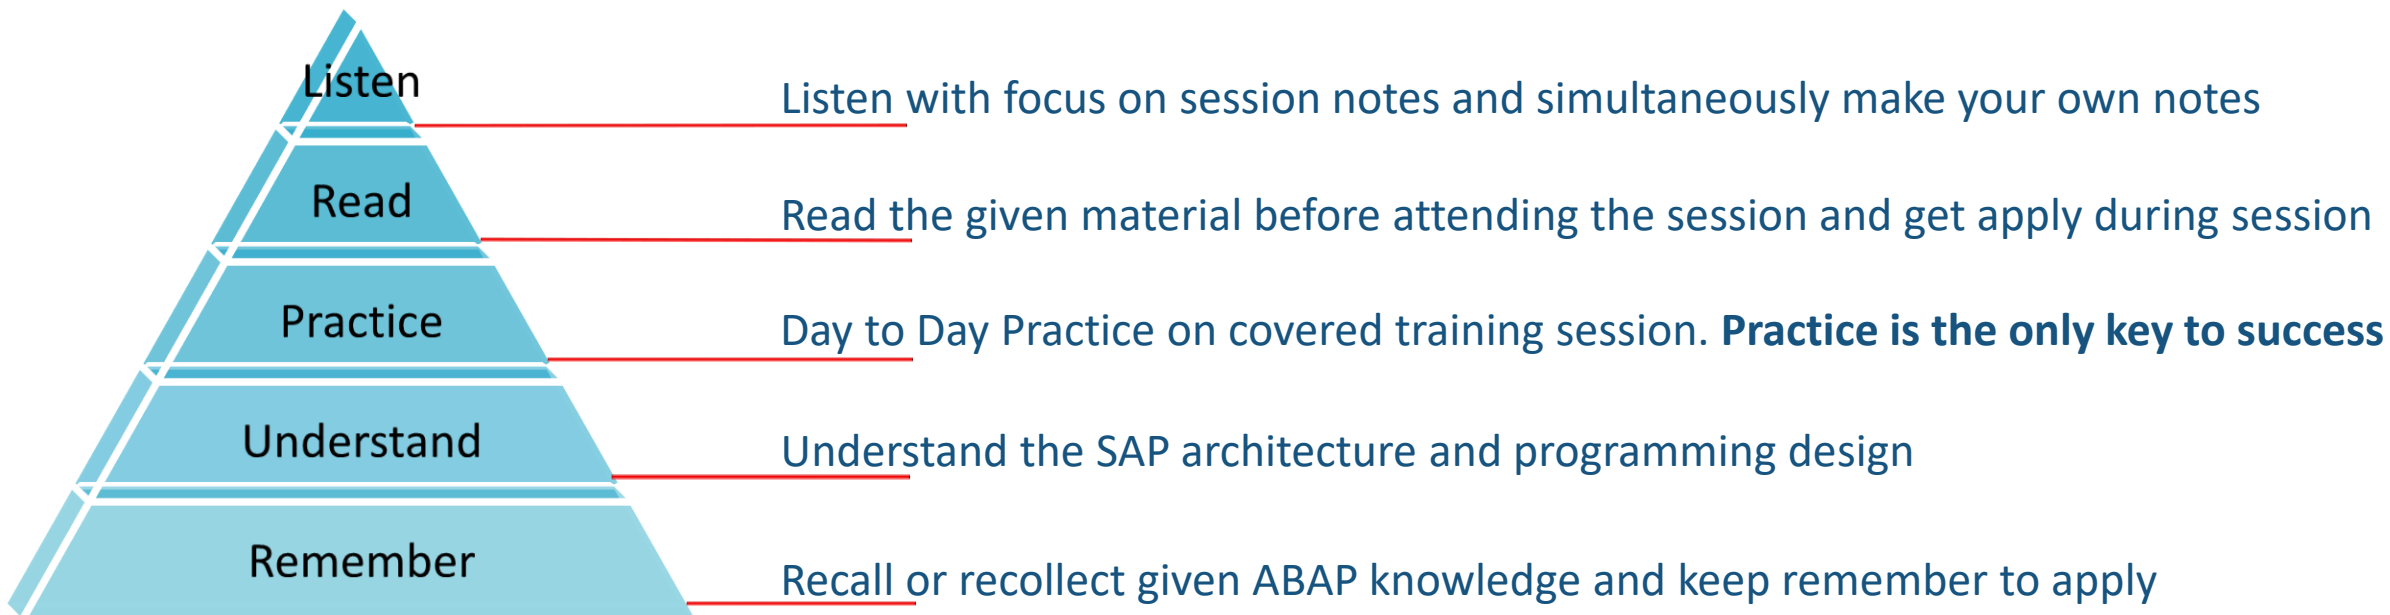 Listen
Listen with focus on session notes and simultaneously make your own notes
Read
Read the given material before attending the session and get apply during session
Practice
Day to Day Practice on covered training session. Practice is the only key to success
Understand
Understand the SAP architecture and programming design
Remember
Recall or recollect given ABAP knowledge and keep remember to apply